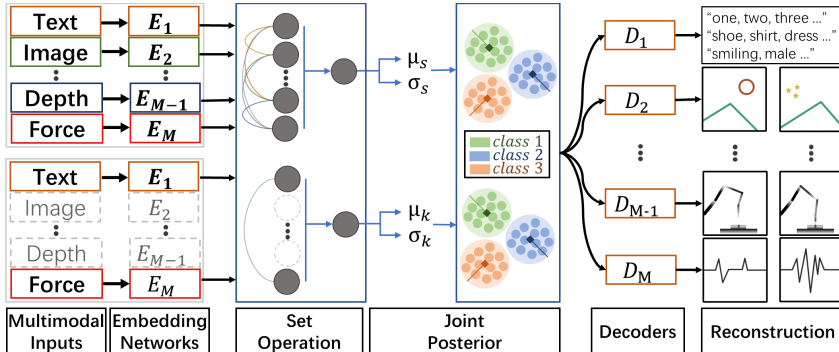 Text
E1
Image
E2
Depth
EM−1
Force
EM
Text
E1
Image
E2
Depth
EM−1
Force
EM
μs
σs
μk
σk
class 1
class 2
class 3
D1
D2
DM-1
DM
“one, two, three ...”
“shoe, shirt, dress ...”
“smiling, male ...”
Multimodal
Inputs
Embedding
Networks
Set
Operation
Joint
Posterior
Decoders
Reconstruction